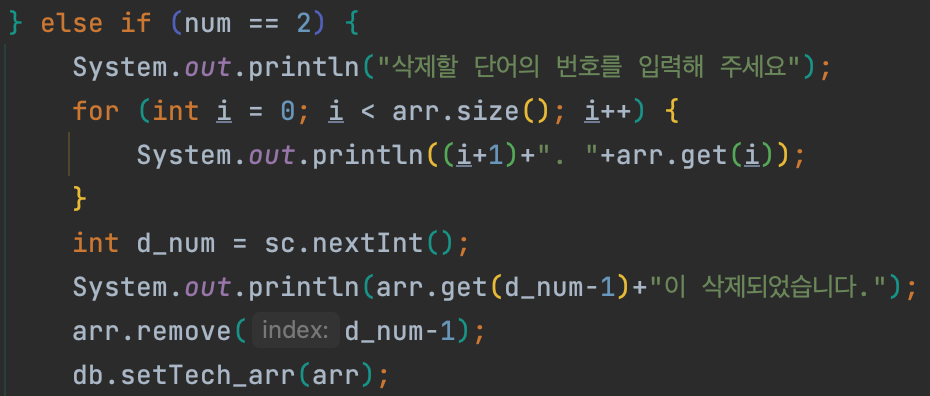 } else if (num == 2) {
System.out.println("삭제할 단어의 번호를 입력해 주세요");
for (int i = 0; i < arr.size(); i++) {
System.out.println((i+1)+". "+arr.get(i));
}
int d_num = sc.nextInt();
System.out.println(arr.get(d_num-1)+"이 삭제되었습니다.");
arr.remove( index: d_num-1);
db.setTech_arr(arr);